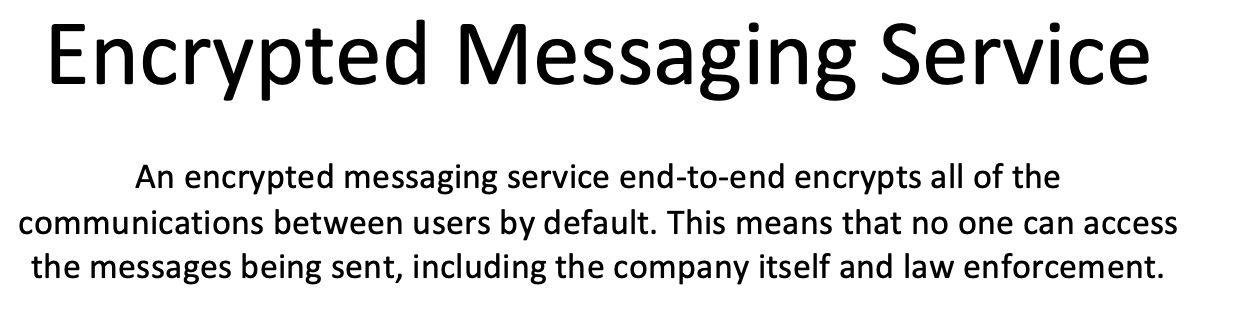 Encrypted Messaging Service
An encrypted messaging service end-to-end encrypts all of the
communications between users by default. This means that no one can access
the messages being sent, including the company itself and law enforcement.